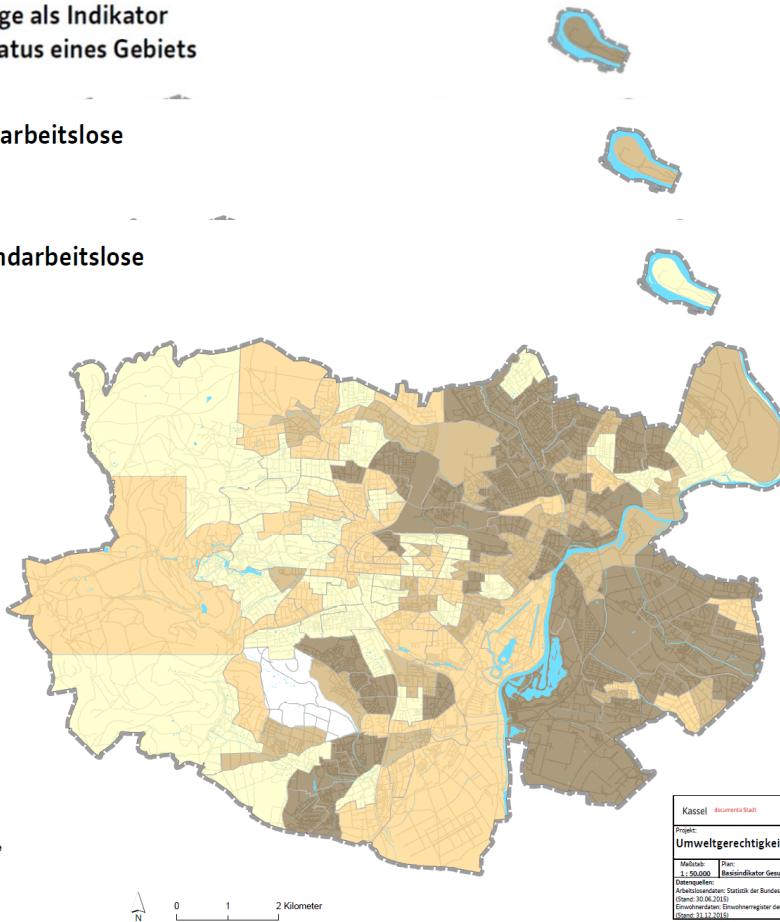 ge als Indikator
atus eines Gebiets
arbeitslose
ndarbeitslose
e
N
0 1 2 Kilometer
Kassel documenta Stadt
Projekt:
Umweltgerechtigkei
Maßstab: Plan:
1 : 50.000 Basisindikator Gesu
Datenquellen:
Arbeitslosendaten: Statistik der Bundes
(Stand: 30.06.2015)
Einwohnerdaten: Einwohnerregister de
(Stand: 31.12.2015)